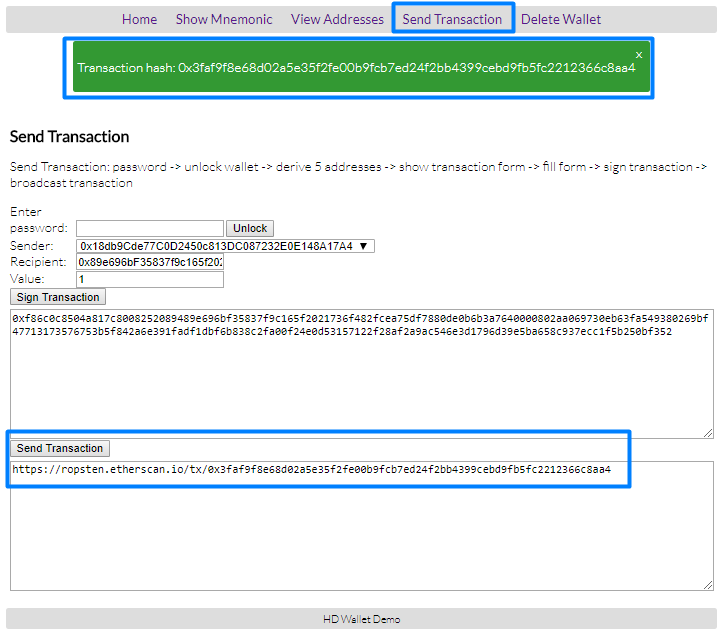 Home Show Mnemonic View Addresses Send Transaction Delete Wallet
×
Transaction hash: 0x3faf9f8e68d02a5e35f2fe00b9fcb7ed24f2bb4399cebd9fb5fc2212366c8aa4
Send Transaction
Send Transaction: password -> unlock wallet -> derive 5 addresses -> show transaction form -> fill form -> sign transaction ->
broadcast transaction
Enter
password: Unlock
Sender: 0x18db9Cde77C0D2450c813DC087232E0E148A17A4 ▼
Recipient: 0x89e696bF35837f9c165f202
Value: 1
Sign Transaction
0xf86c0c8504a817c8008252089489e696bf35837f9c165f2021736f482fcea75df7880de0b6b3a7640000802aa069730eb63fa549380269bf
47713173576753b5f842a6e391fadf1dbf6b838c2fa00f24e0d53157122f28af2a9ac546e3d1796d39e5ba658c937ecc1f5b250bf352
Send Transaction
https://ropsten.etherscan.io/tx/0x3faf9f8e68d02a5e35f2fe00b9fcb7ed24f2bb4399cebd9fb5fc2212366c8aa4
HD Wallet Demo